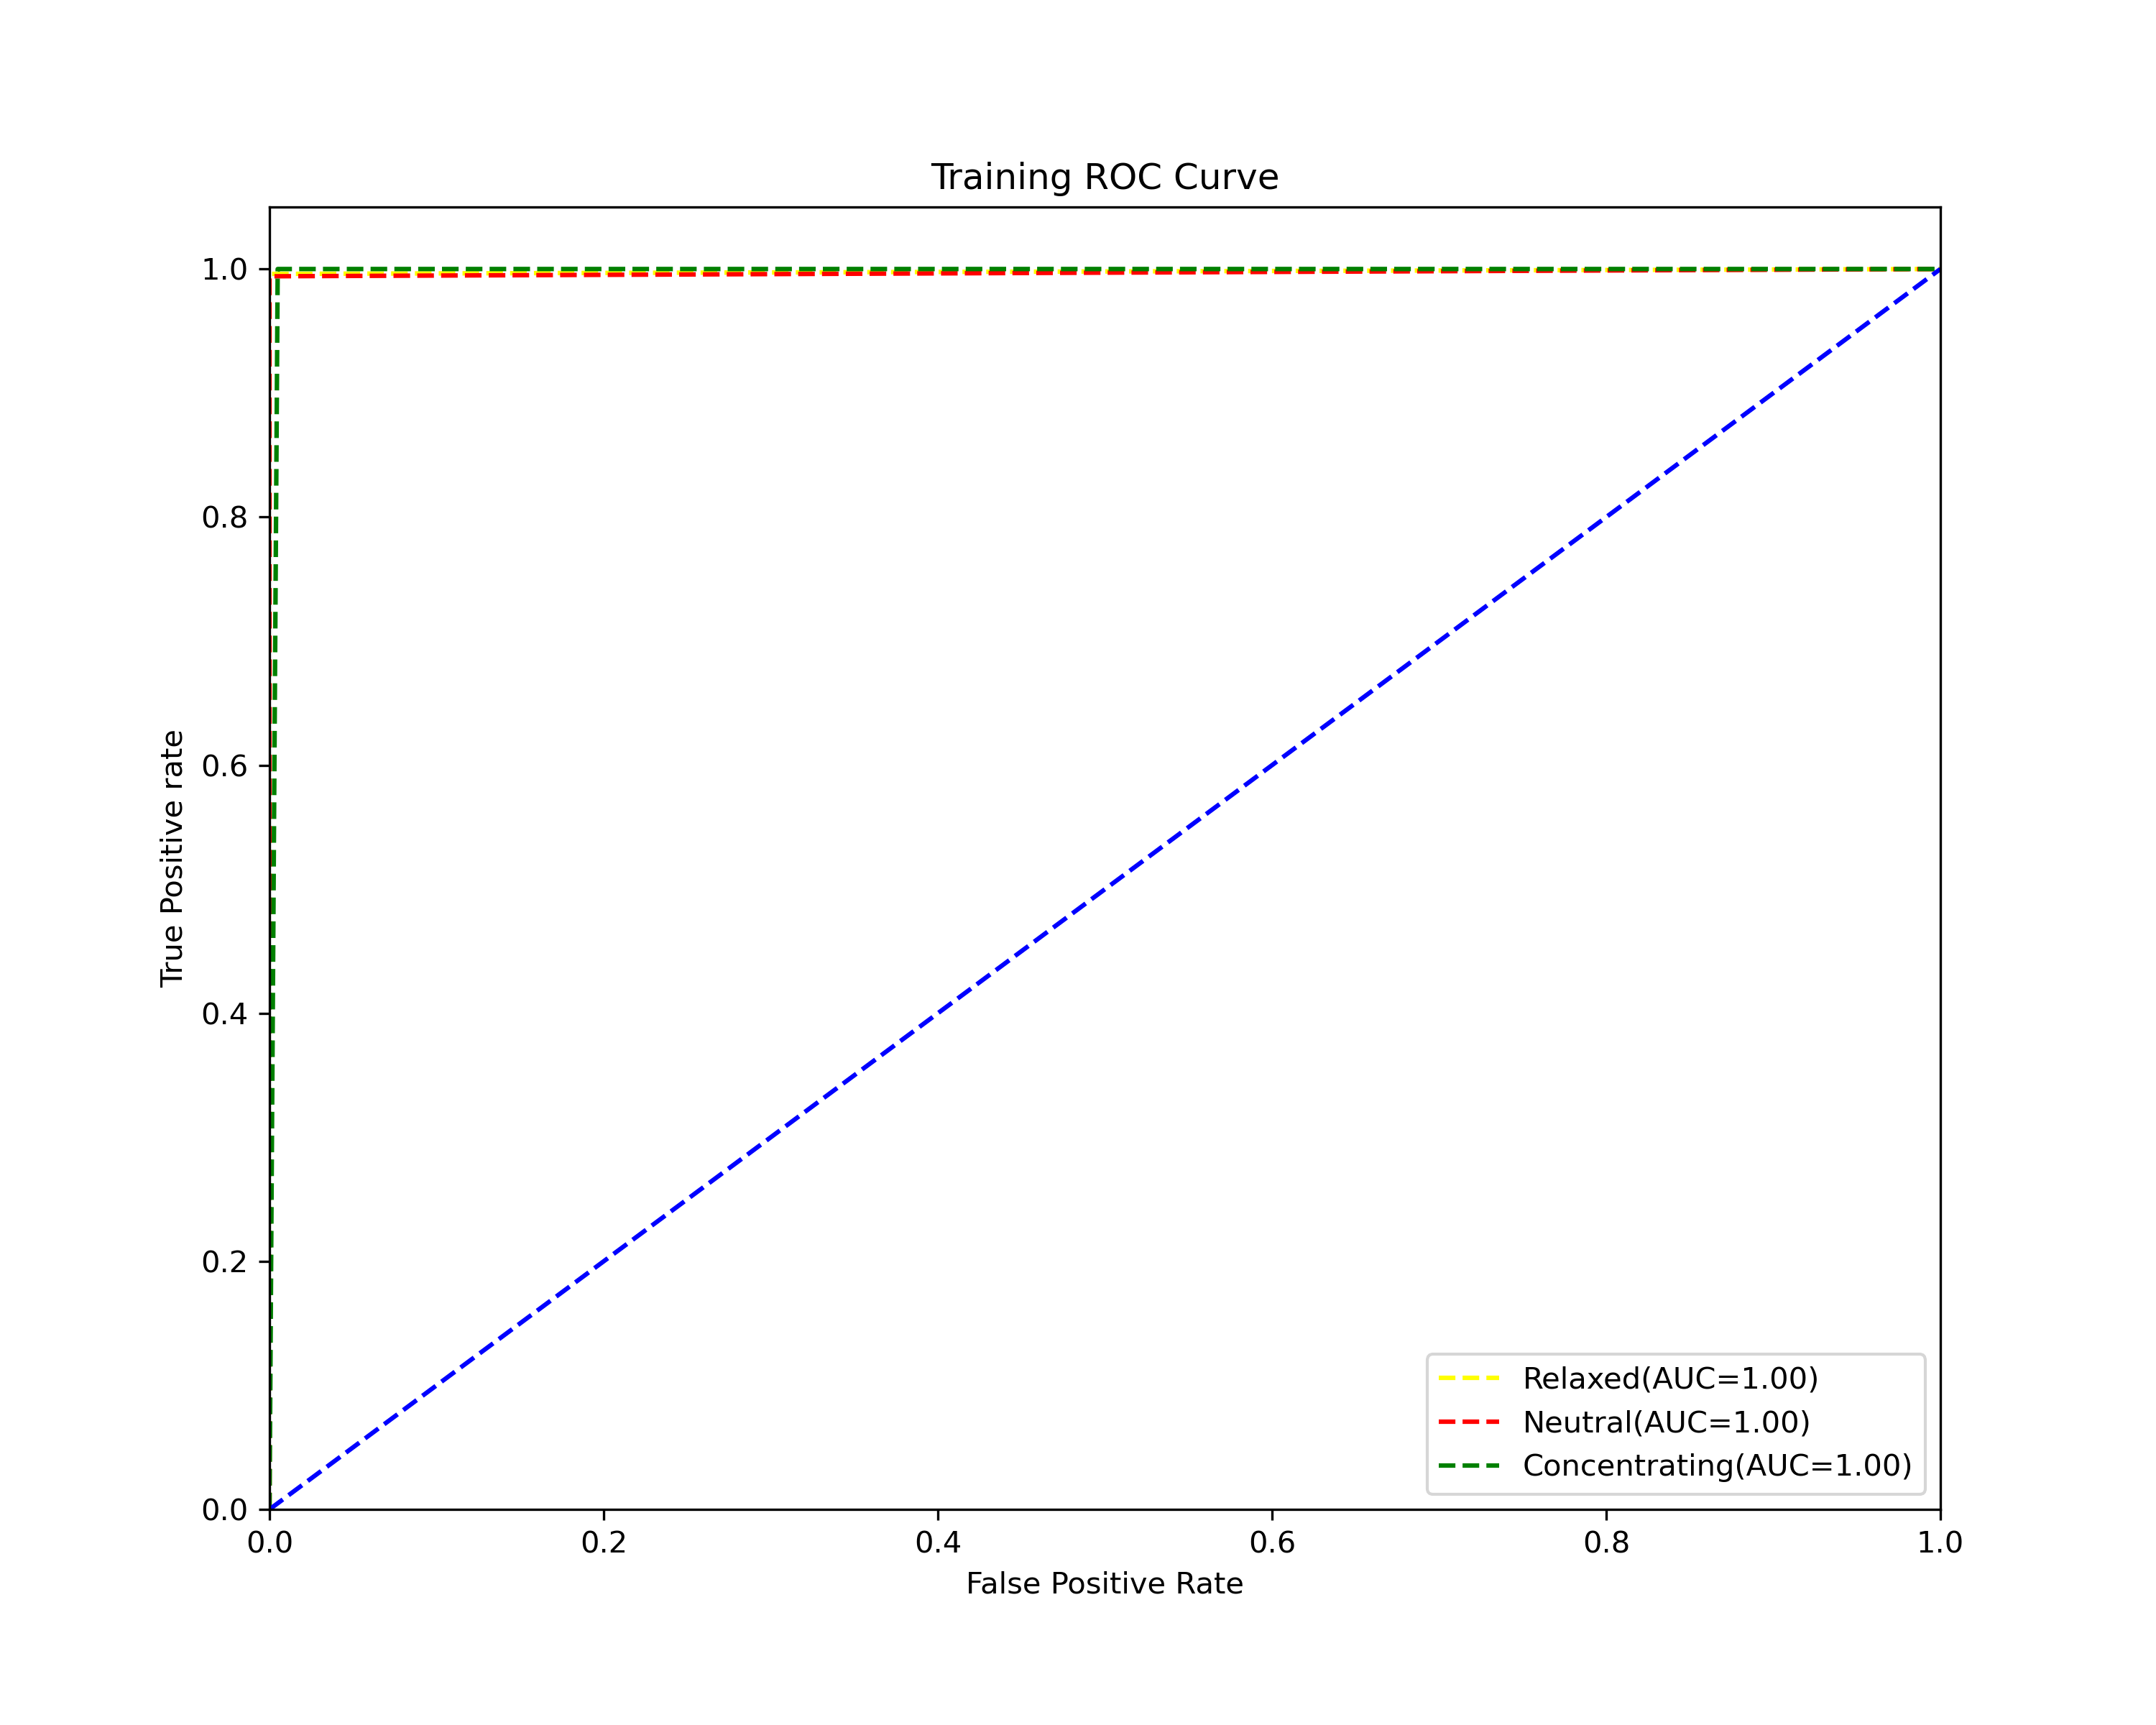 Training ROC Curve
True Positive rate
1.0
0.8
0.6
0.4
0.2
0.0
0.0 0.2 0.4 0.6 0.8 1.0
False Positive Rate
Relaxed(AUC=1.00)
Neutral(AUC=1.00)
Concentrating(AUC=1.00)